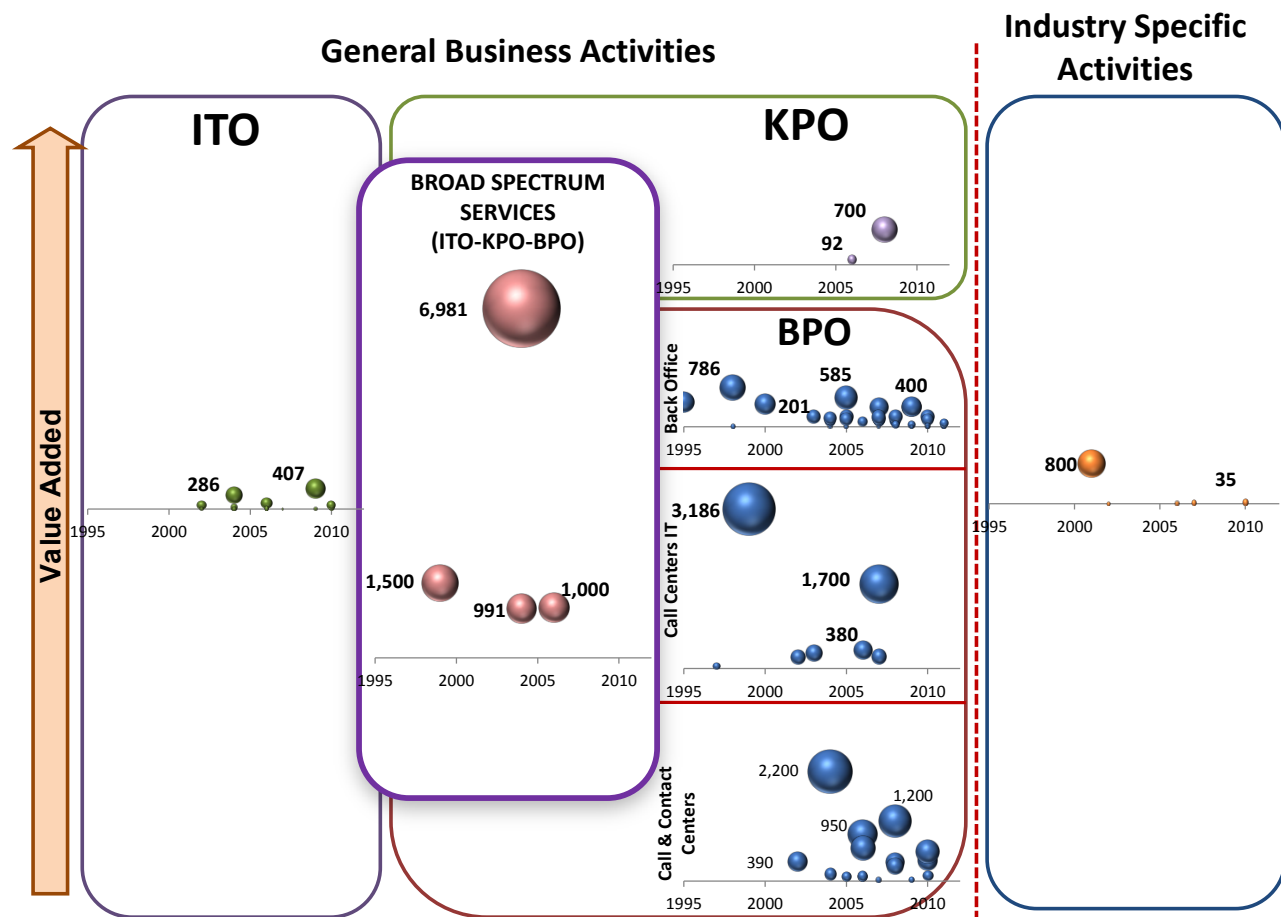 General Business Activities
Industry Specific
Activities
ITO
KPO
BROAD SPECTRUM
SERVICES
(ITO-KPO-BPO)
700
92
1995 2000 2005 2010
6,981
BPO
Back Office
786 585 400
201
1995 2000 2005 2010
Value Added
286 407
1995 2000 2005 2010
800 35
1995 2000 2005 2010
Call Centers IT
3,186
1,700
380
1995 2000 2005 2010
1,500 991 1,000
1995 2000 2005 2010
Call & Contact
Centers
2,200
1,200
950
390
1995 2000 2005 2010